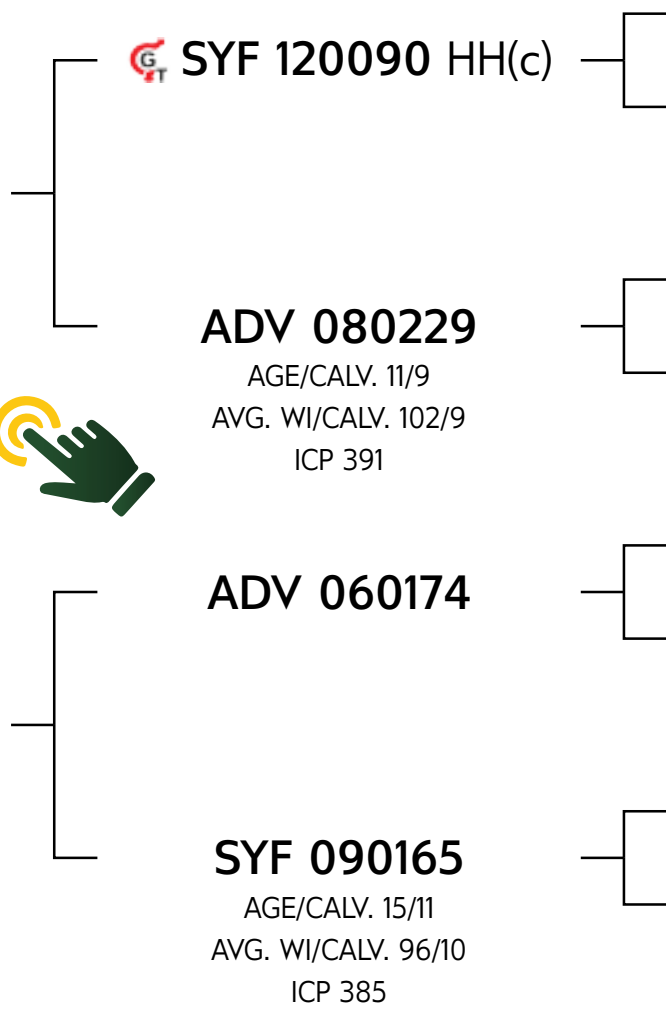 GT SYF 120090 HH(c)
ADV 080229
AGE/CALV. 11/9
AVG. WI/CALV. 102/9
ICP 391
ADV 060174
SYF 090165
AGE/CALV. 15/11
AVG. WI/CALV. 96/10
ICP 385